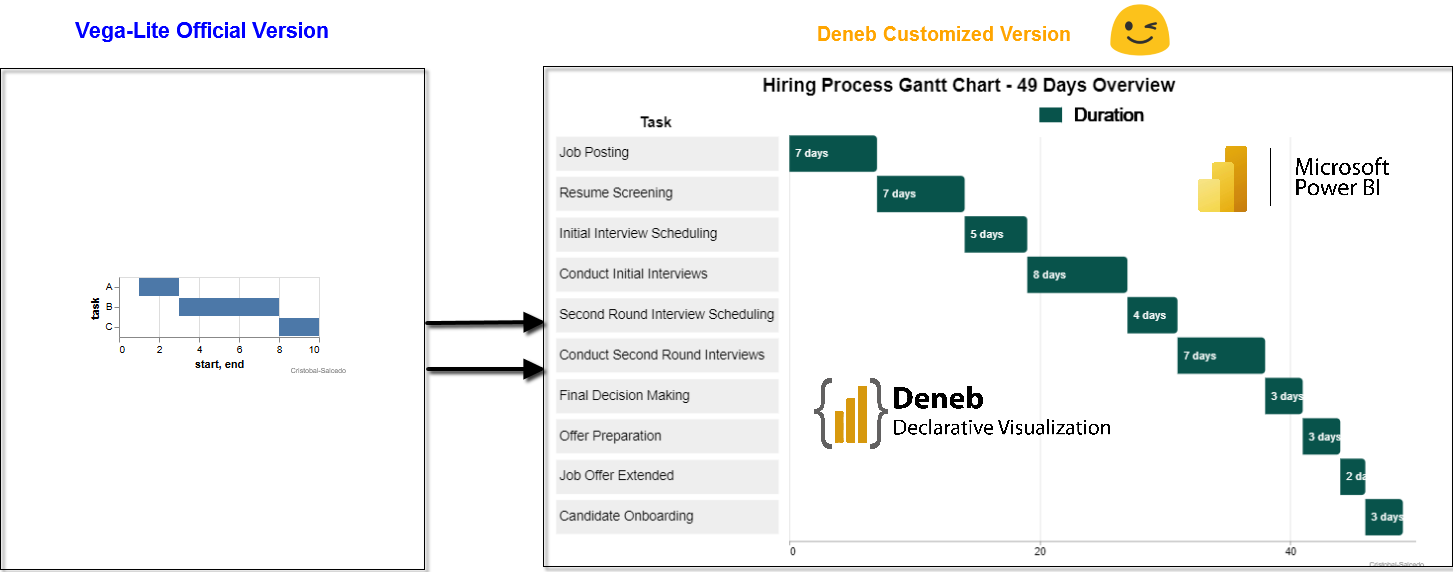 Vega-Lite Official Version
Deneb Customized Version
A
B
C
task
0 2 4 6 8 10
start, end
Cristobal-Salcedo
Hiring Process Gantt Chart - 49 Days Overview
Duration
Task
Job Posting 7 days
Resume Screening 7 days
Initial Interview Scheduling 5 days
Conduct Initial Interviews 8 days
Second Round Interview Scheduling 4 days
Conduct Second Round Interviews 7 days
Final Decision Making 3 days
Offer Preparation 3 days
Job Offer Extended 2 da
Candidate Onboarding 3 days
0 20 40
Microsoft
Power BI
Deneb
Declarative Visualization
Cristobal-Salcedo